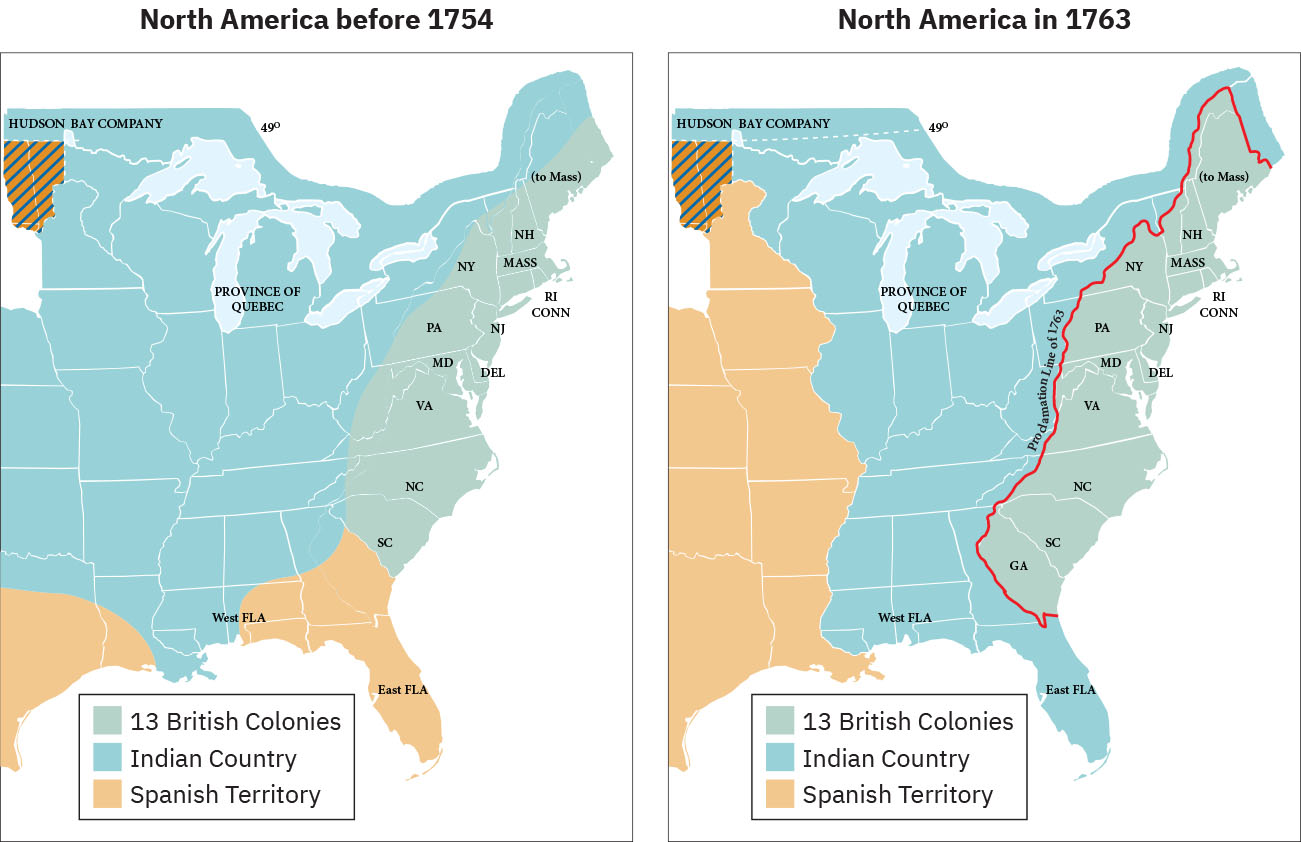 North America before 1754
HUDSON BAY COMPANY
49O
(to Mass)
NH
NY
MASS
PROVINCE OF
QUEBEC
RI
CONN
PA
NJ
MD
DEL
VA
NC
SC
West FLA
East FLA
13 British Colonies
Indian Country
Spanish Territory
North America in 1763
HUDSON BAY COMPANY
49O
(to Mass)
NH
NY
MASS
PROVINCE OF
QUEBEC
RI
CONN
Proclamation Line of 1763
PA
NJ
MD
DEL
VA
NC
SC
GA
West FLA
East FLA
13 British Colonies
Indian Country
Spanish Territory